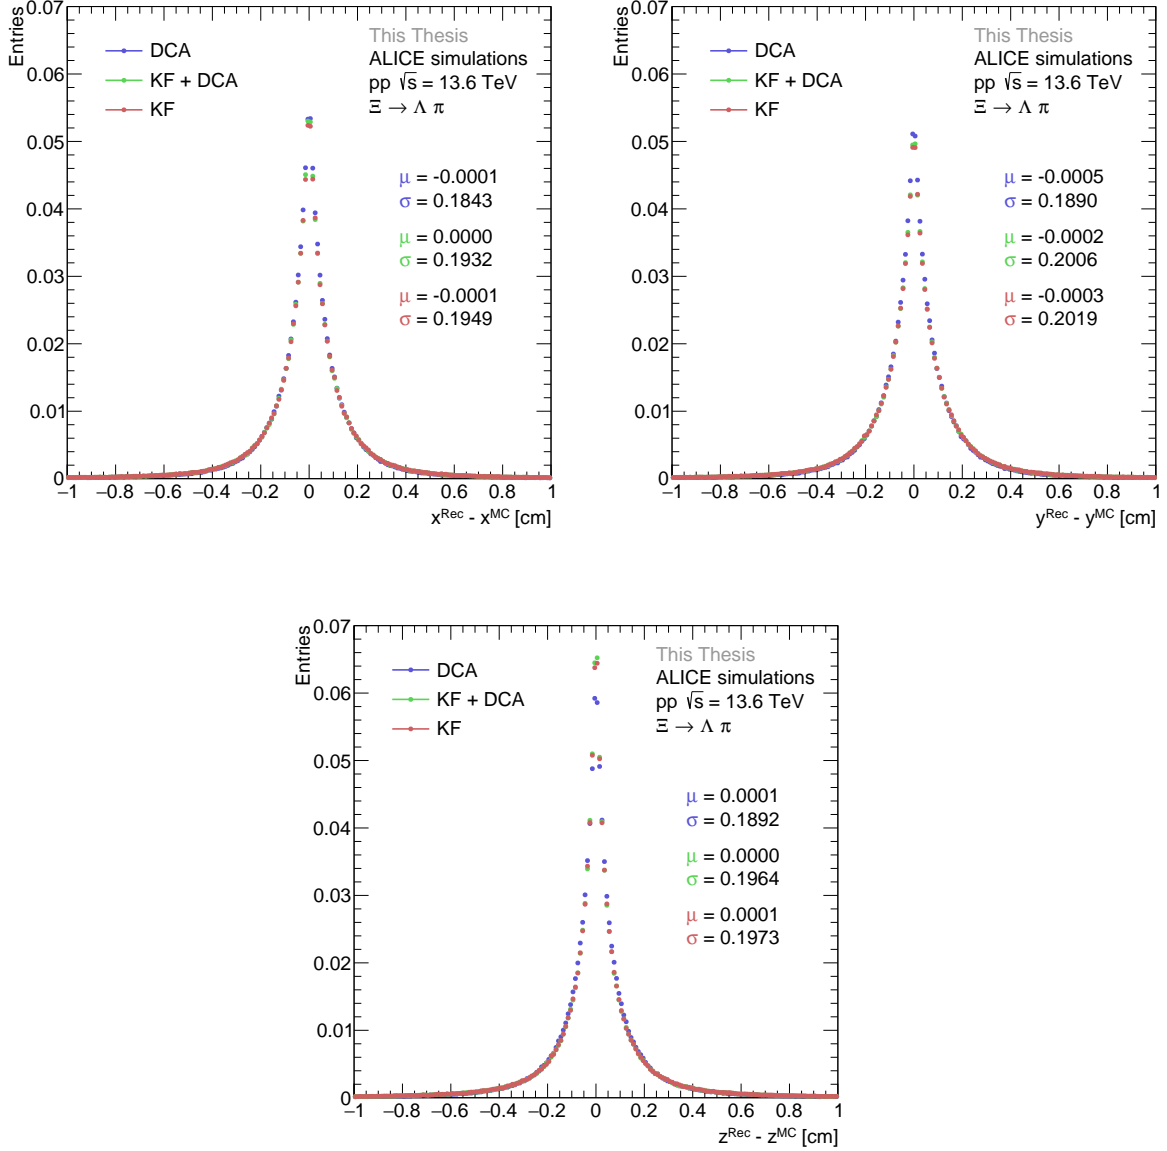 Entries
0.07
0.06
0.05
0.04
0.03
0.02
0.01
0
DCA
KF + DCA
KF
This Thesis
ALICE simulations
pp √s = 13.6 TeV
Ξ → Λ π
μ = -0.0001
σ = 0.1843
μ = 0.0000
σ = 0.1932
μ = -0.0001
σ = 0.1949
−1 −0.8 −0.6 −0.4 −0.2 0 0.2 0.4 0.6 0.8 1
x^Rec - x^MC [cm]
Entries
0.07
0.06
0.05
0.04
0.03
0.02
0.01
0
DCA
KF + DCA
KF
This Thesis
ALICE simulations
pp √s = 13.6 TeV
Ξ → Λ π
μ = -0.0005
σ = 0.1890
μ = -0.0002
σ = 0.2006
μ = -0.0003
σ = 0.2019
−1 −0.8 −0.6 −0.4 −0.2 0 0.2 0.4 0.6 0.8 1
y^Rec - y^MC [cm]
Entries
0.07
0.06
0.05
0.04
0.03
0.02
0.01
0
DCA
KF + DCA
KF
This Thesis
ALICE simulations
pp √s = 13.6 TeV
Ξ → Λ π
μ = 0.0001
σ = 0.1892
μ = 0.0000
σ = 0.1964
μ = 0.0001
σ = 0.1973
−1 −0.8 −0.6 −0.4 −0.2 0 0.2 0.4 0.6 0.8 1
z^Rec - z^MC [cm]